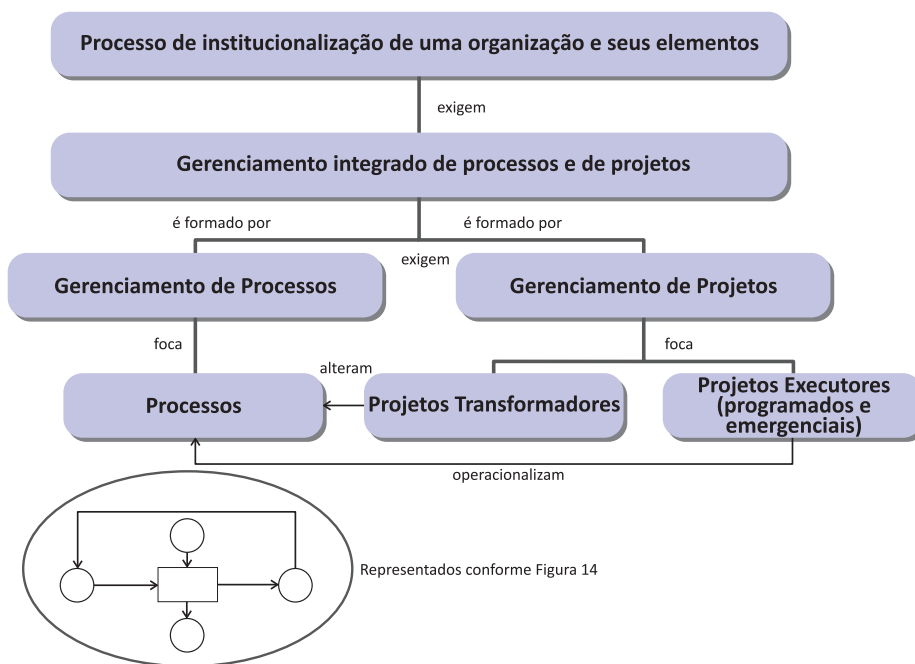 Processo de institucionalização de uma organização e seus elementos
exigem
Gerenciamento integrado de processos e de projetos
é formado por
é formado por
exigem
Gerenciamento de Processos
Gerenciamento de Projetos
foca
foca
alteram
Processos
Projetos Transformadores
Projetos Executores
(programados e
emergenciais)
operacionalizam
Representados conforme Figura 14